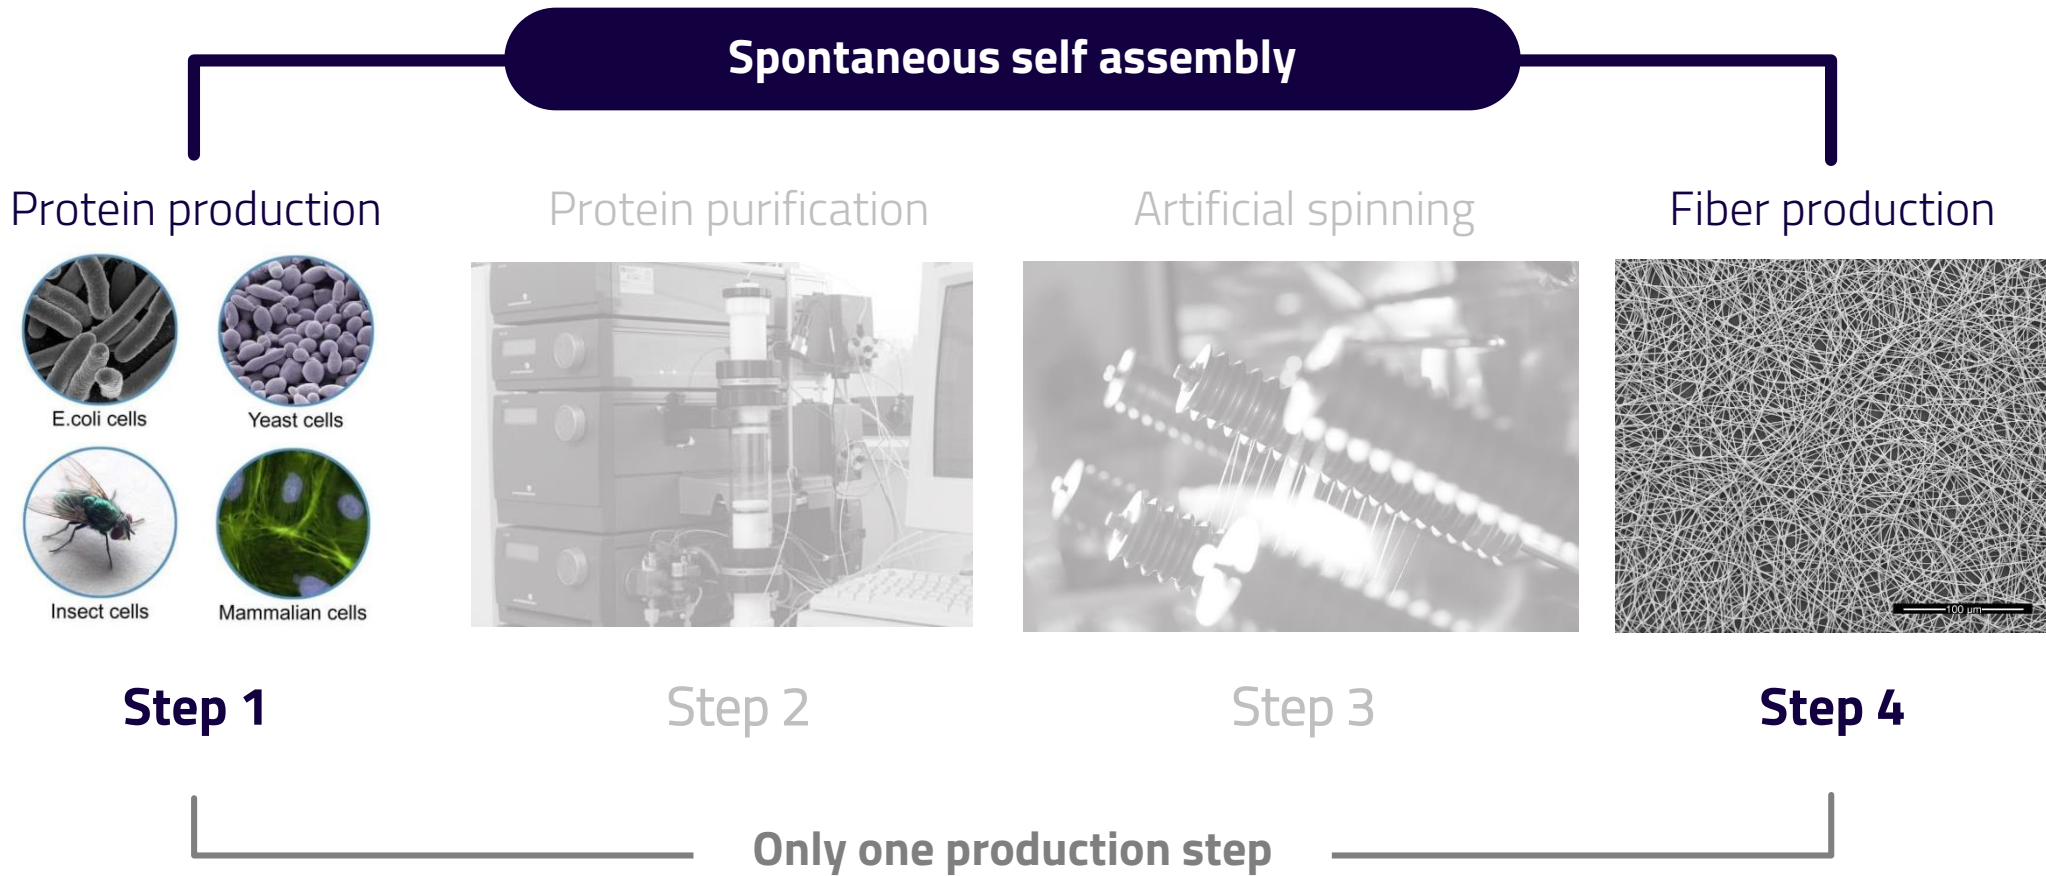 Spontaneous self assembly
Protein production
Protein purification
Artificial spinning
Fiber production
E.coli cells
Yeast cells
Insect cells
Mammalian cells
100 µm
Step 1
Step 2
Step 3
Step 4
Only one production step